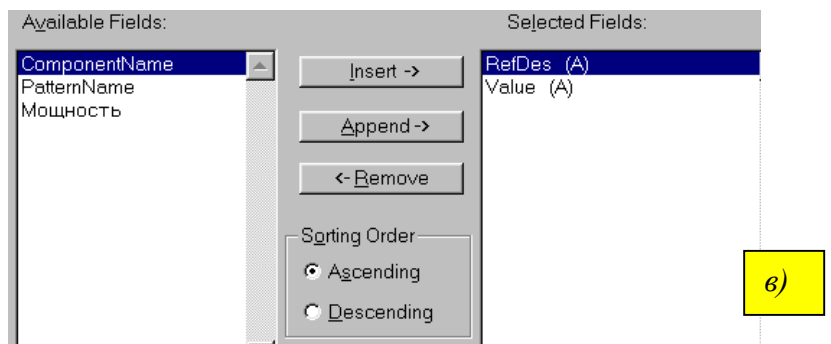 Available Fields:
Selected Fields:
ComponentName
PatternName
Мощность
Insert ->
Append ->
<- Remove
Sorting Order
Ascending
Descending
RefDes (A)
Value (A)
в)